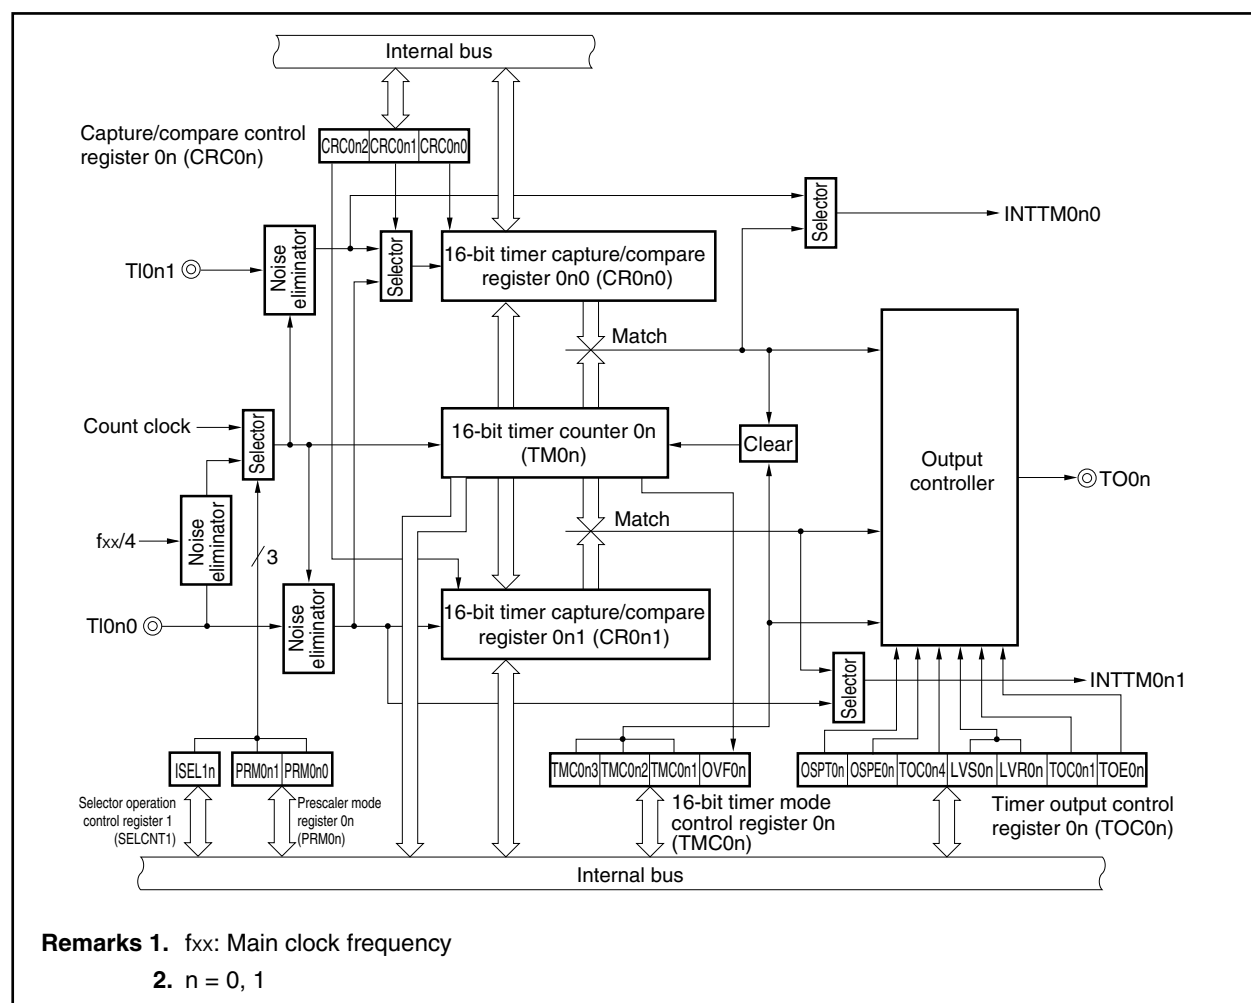 Internal bus
Capture/compare control
register 0n (CRC0n)
CRC0n2 CRC0n1 CRC0n0
TI0n1
Noise
eliminator
Selector
16-bit timer capture/compare
register 0n0 (CR0n0)
Selector
INTTM0n0
Match
Count clock
Selector
16-bit timer counter 0n
(TM0n)
Clear
Output
controller
TO0n
fxx/4
Noise
eliminator
3
Match
TI0n0
Noise
eliminator
16-bit timer capture/compare
register 0n1 (CR0n1)
Selector
INTTM0n1
ISEL1n
PRM0n1 PRM0n0
TMC0n3 TMC0n2 TMC0n1 OVF0n
OSPT0n OSPE0n TOC0n4 LVS0n LVR0n TOC0n1 TOE0n
Selector operation
control register 1
(SELCNT1)
Prescaler mode
register 0n
(PRM0n)
16-bit timer mode
control register 0n
(TMC0n)
Timer output control
register 0n (TOC0n)
Internal bus
Remarks 1. fxx: Main clock frequency
2. n = 0, 1